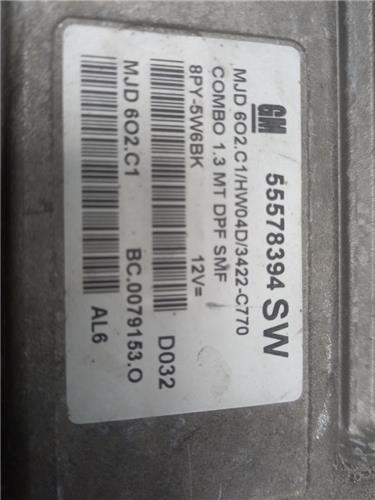 GM 55578394 SW
MJD 6O2.C1/HW04D/3422-C770
COMBO 1.3 MT DPF SMF
8PY-5W6BK 12V= D032
MJD 6O2.C1 BC.0079153.O
AL6